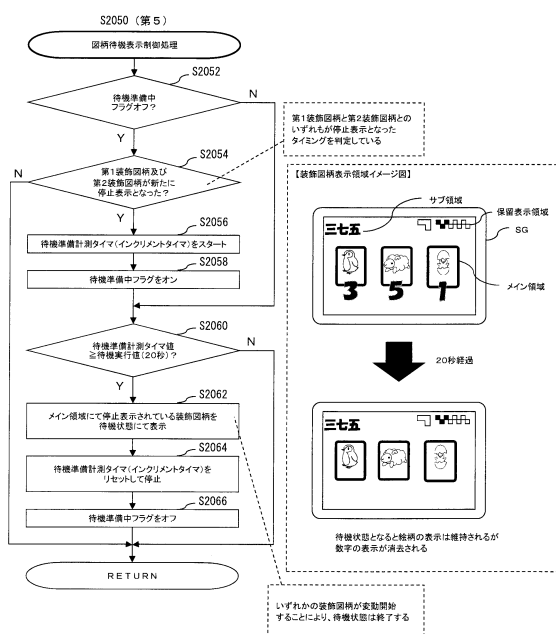 S2050（第５）
図柄待機表示制御処理
S2052
待機準備中
フラグオフ？
N
Y
第1装飾図柄と第2装飾図柄との
いずれもが停止表示となった
タイミングを判定している
S2054
N
第1装飾図柄及び
第2装飾図柄が新たに
停止表示となった？
Y
S2056
待機準備計測タイマ(インクリメントタイマ)をスタート
S2058
待機準備中フラグをオン
S2060
待機準備計測タイマ値
≧待機実行値(20秒)？
N
Y
S2062
メイン領域にて停止表示されている装飾図柄を
待機状態にて表示
S2064
待機準備計測タイマ(インクリメントタイマ)を
リセットして停止
S2066
待機準備中フラグをオフ
ＲＥＴＵＲＮ
いずれかの装飾図柄が変動開始
することにより、待機状態は終了する
【装飾図柄表示領域イメージ図】
サブ領域
保留表示領域
SG
三七五
メイン領域
3 5 1
20秒経過
三七五
待機状態となると絵柄の表示は維持されるが
数字の表示が消去される